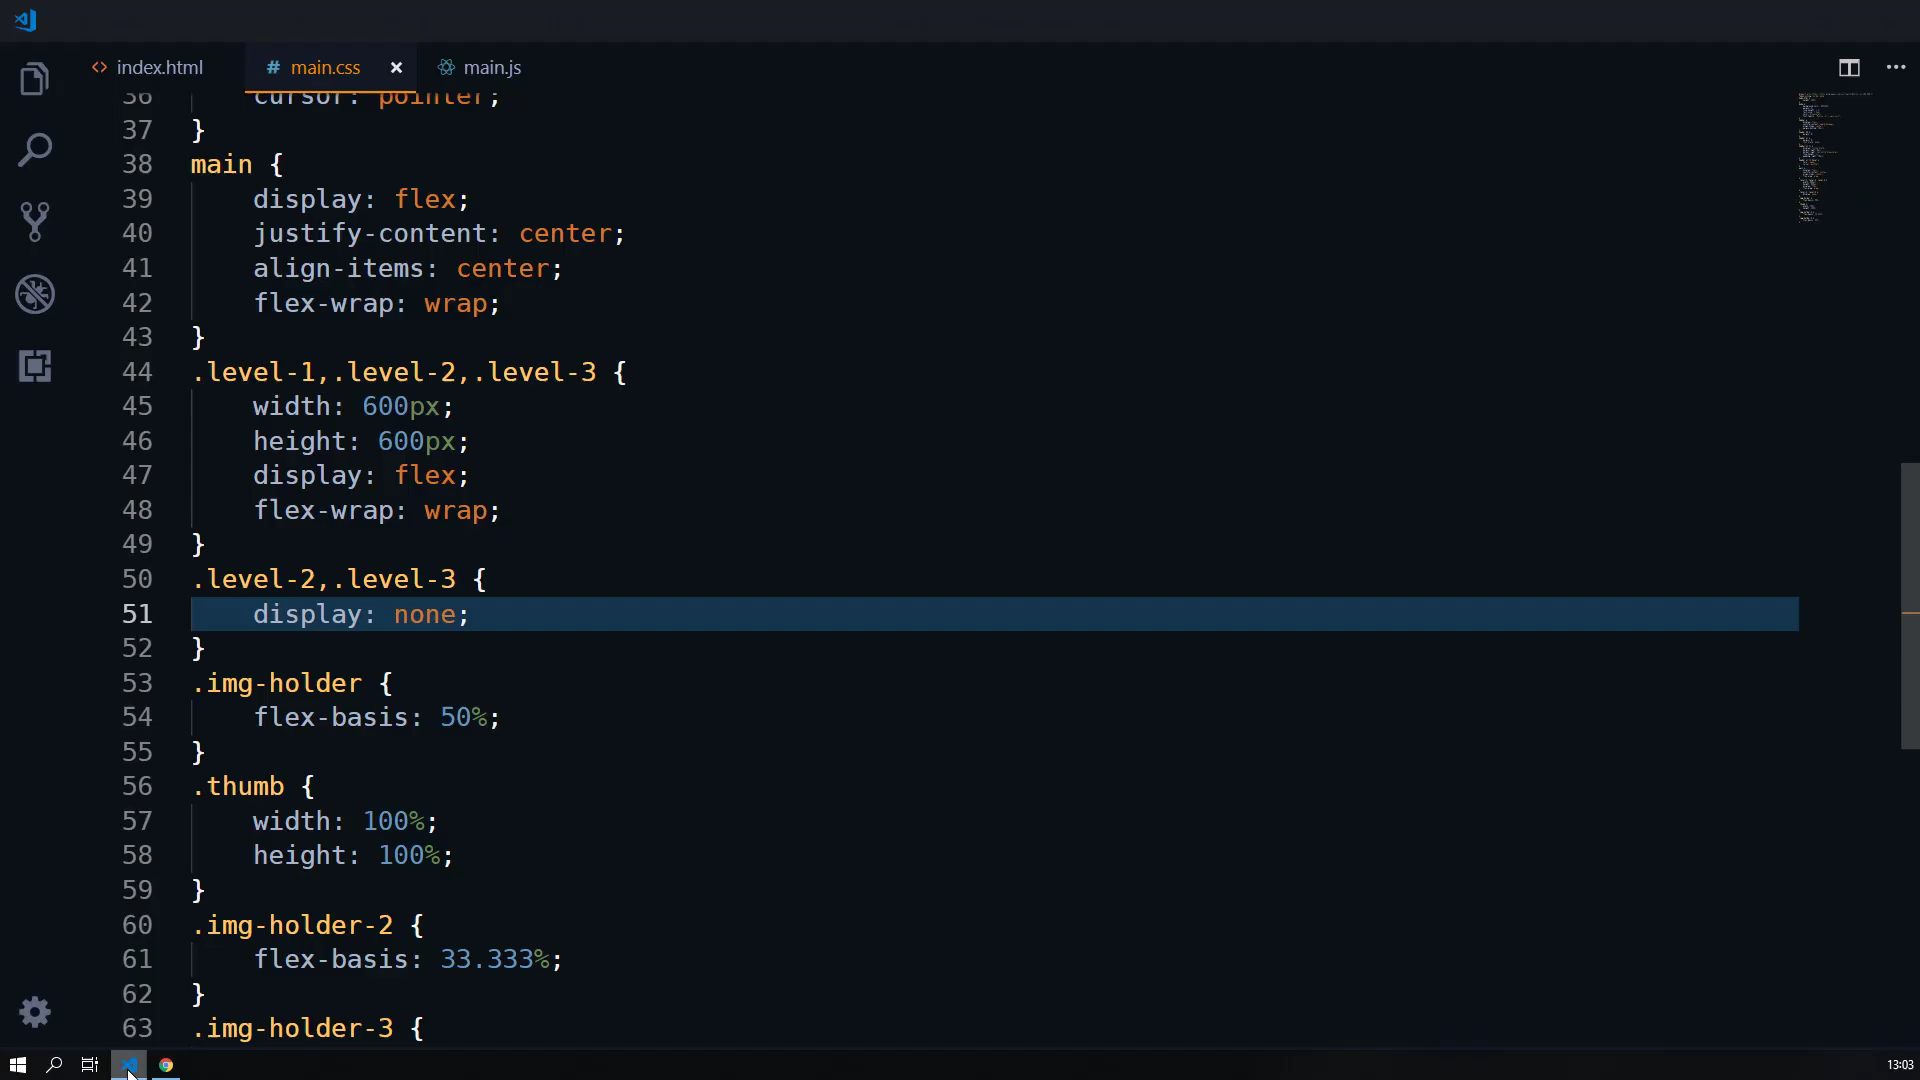 index.html
# main.css ×
main.js
36 cursor: pointer;
37 }
38 main {
39 display: flex;
40 justify-content: center;
41 align-items: center;
42 flex-wrap: wrap;
43 }
44 .level-1,.level-2,.level-3 {
45 width: 600px;
46 height: 600px;
47 display: flex;
48 flex-wrap: wrap;
49 }
50 .level-2,.level-3 {
51 display: none;
52 }
53 .img-holder {
54 flex-basis: 50%;
55 }
56 .thumb {
57 width: 100%;
58 height: 100%;
59 }
60 .img-holder-2 {
61 flex-basis: 33.333%;
62 }
63 .img-holder-3 {
13:03